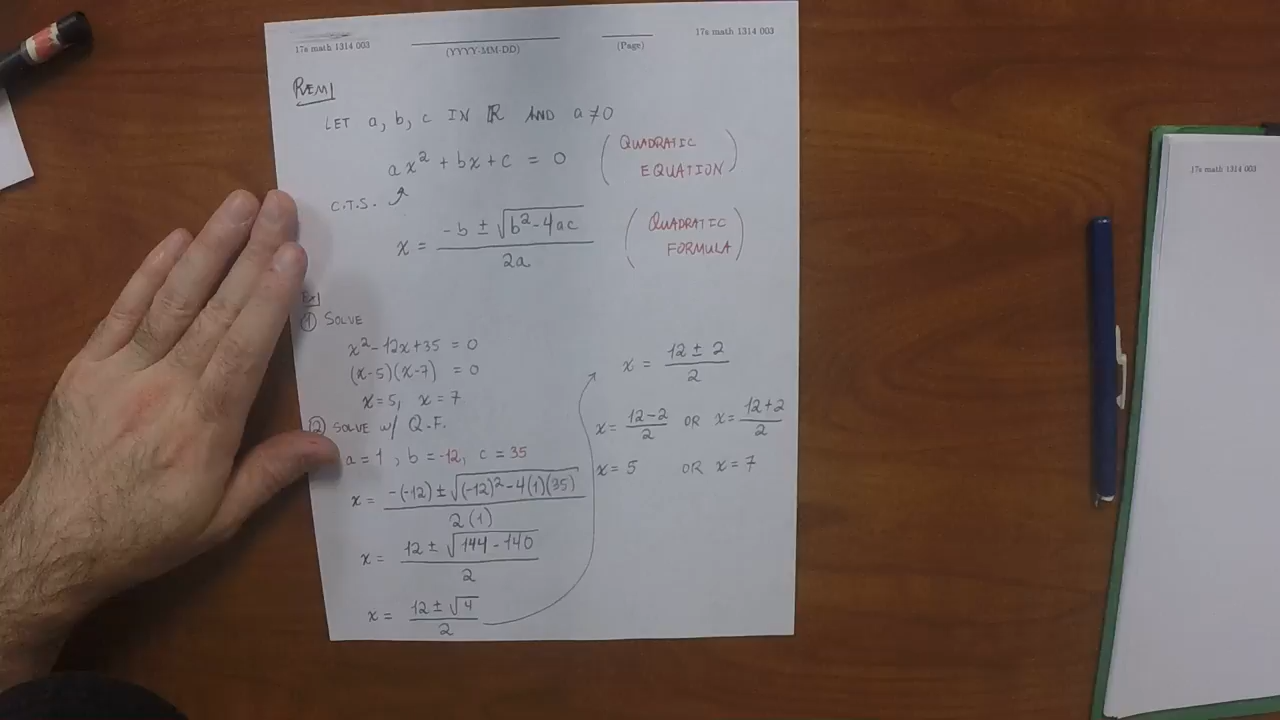 17s math 1314 003
(YYYY-MM-DD)
(Page)
17s math 1314 003
REM
LET a, b, c IN ℝ AND a≠0
ax² + bx + c = 0 (QUADRATIC EQUATION)
C.T.S.
x = (-b ± √(b²-4ac))/(2a) (QUADRATIC FORMULA)
Ex
① SOLVE
x²-12x+35 = 0
(x-5)(x-7) = 0
x=5, x=7
② SOLVE w/ Q.F.
a=1, b=-12, c=35
x = (-(-12) ± √((-12)²-4(1)(35)))/(2(1))
x = (12 ± √(144-140))/2
x = (12 ± √4)/2
x = (12 ± 2)/2
x = (12-2)/2 OR x = (12+2)/2
x = 5 OR x = 7
17s math 1314 003